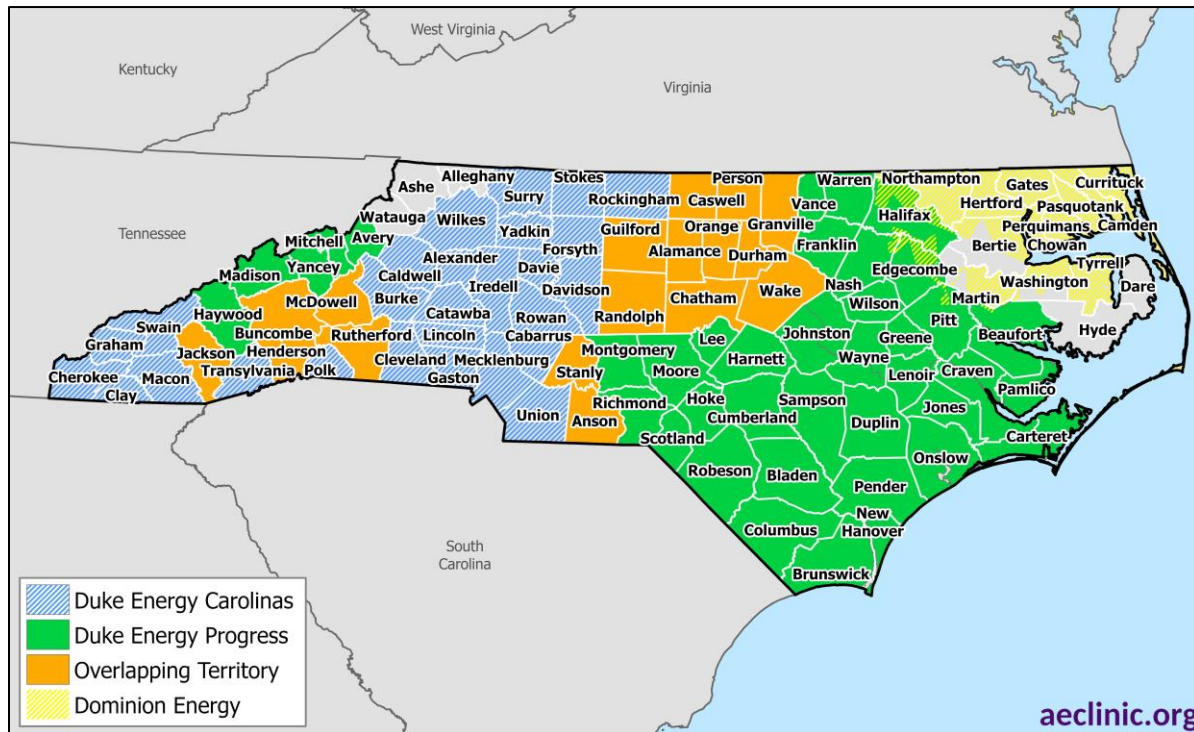 West Virginia
Kentucky
Virginia
Tennessee
South
Carolina
Ashe
Alleghany
Surry
Stokes
Rockingham
Caswell
Person
Vance
Warren
Northampton
Gates
Currituck
Watauga
Wilkes
Yadkin
Forsyth
Guilford
Alamance
Orange
Durham
Granville
Franklin
Halifax
Hertford
Pasquotank
Perquimans
Camden
Chowan
Bertie
Mitchell
Avery
Yancey
Madison
Caldwell
Alexander
Iredell
Davie
Davidson
Randolph
Chatham
Wake
Nash
Edgecombe
Martin
Washington
Tyrrell
Dare
Haywood
Buncombe
McDowell
Burke
Catawba
Rowan
Wilson
Pitt
Beaufort
Hyde
Swain
Graham
Jackson
Henderson
Rutherford
Cleveland
Lincoln
Cabarrus
Montgomery
Lee
Johnston
Greene
Cherokee
Macon
Clay
Transylvania
Polk
Gaston
Mecklenburg
Stanly
Moore
Harnett
Wayne
Lenoir
Craven
Pamlico
Union
Anson
Richmond
Scotland
Hoke
Cumberland
Sampson
Duplin
Jones
Carteret
Onslow
Robeson
Bladen
Pender
Columbus
New
Hanover
Brunswick
Duke Energy Carolinas
Duke Energy Progress
Overlapping Territory
Dominion Energy
aeclinic.org